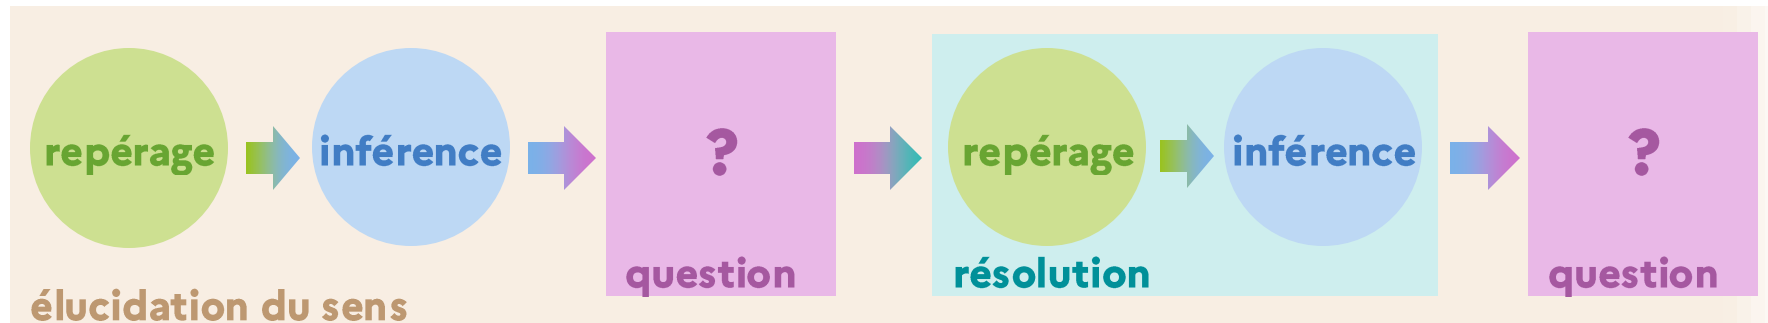 repérage
inférence
?
question
repérage
inférence
résolution
?
question
élucidation du sens